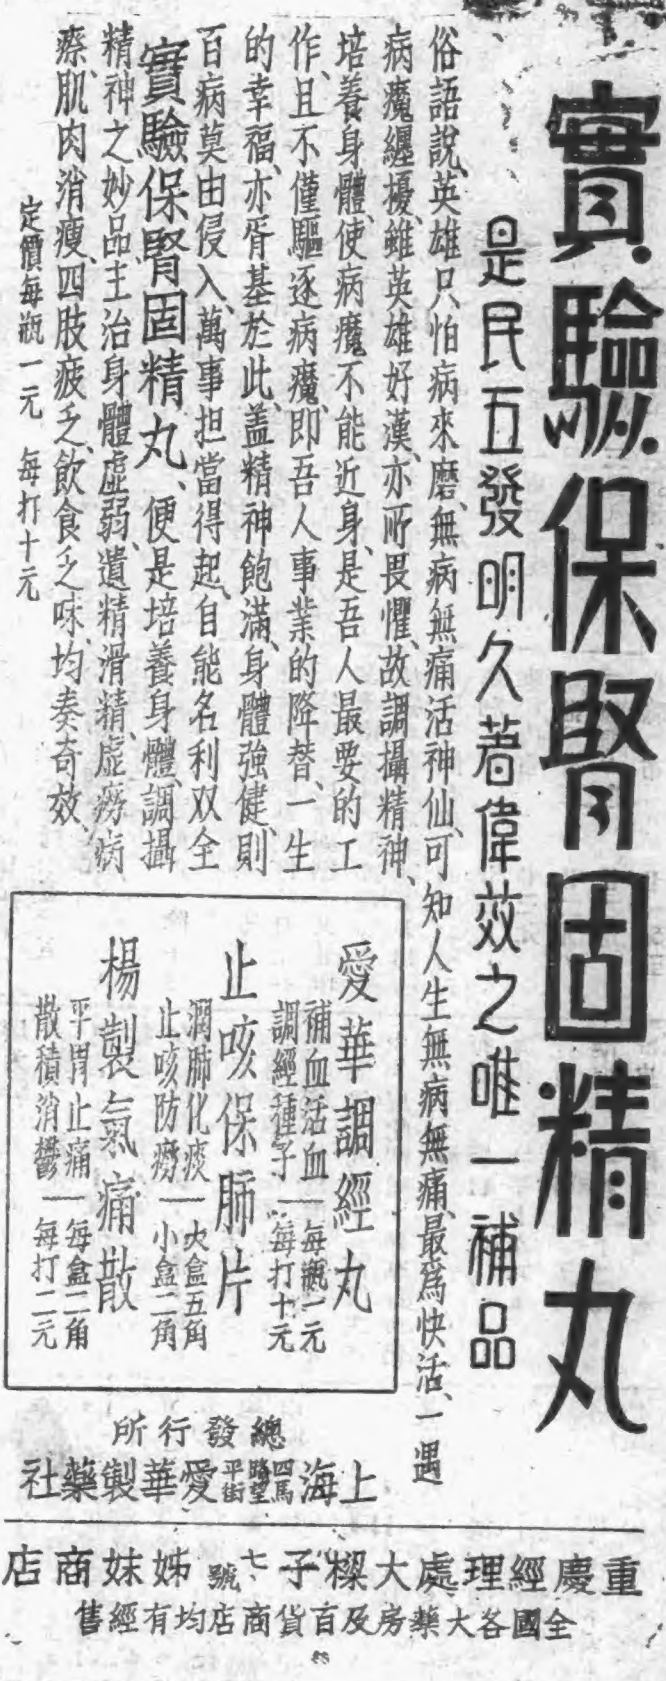 實驗保腎固精丸
是民五發明久著偉效之唯一補品
俗語說、英雄只怕病來磨、無病無痛活神仙、可知人生無病無痛、最爲快活、一遇
病魔纏擾、雖英雄好漢、亦所畏懼、故調攝精神、
培養身體、使病魔不能近身、是吾人最要的工
作、且不僅驅逐病魔、即吾人事業的降替、一生
的幸福、亦胥基於此、蓋精神飽滿、身體強健、則
百病莫由侵入、萬事担當得起、自能名利双全
實驗保腎固精丸、便是培養身體、調攝
精神之妙品、主治身體虛弱、遺精滑精、虛癆病
瘵、肌肉消瘦、四肢疲乏、飲食乏味、均奏奇效、
定價每瓶一元 每打十元
愛華調經丸
補血活血—每瓶一元
調經種子—每打十元
止咳保肺片
潤肺化痰—大盒五角
止咳防癆—小盒二角
楊製氣痛散
平胃止痛—每盒二角
散積消鬱—每打二元
總發行所
上海四馬路望平街愛華製藥社
重慶經理處大樑子七號姊妹商店
全國各大藥房及百貨商店均有經售